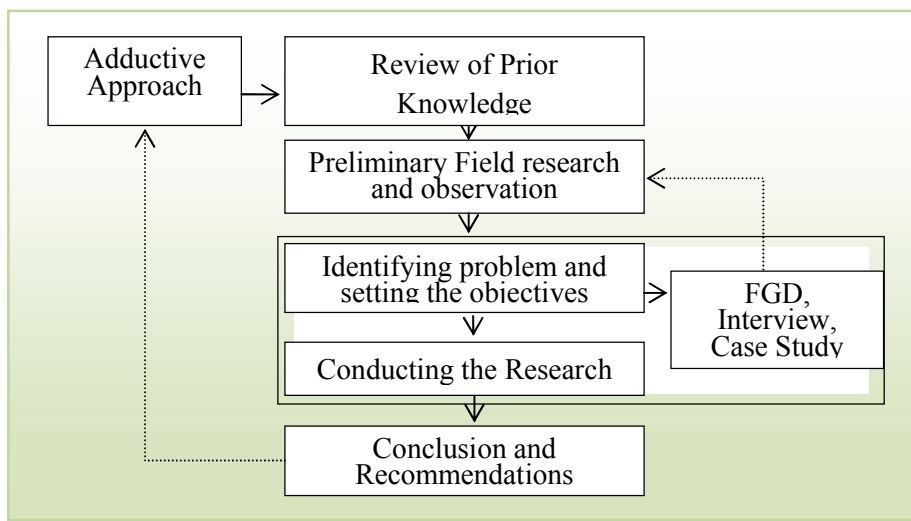 Adductive
Approach
Review of Prior
Knowledge
Preliminary Field research
and observation
Identifying problem and
setting the objectives
FGD,
Interview,
Case Study
Conducting the Research
Conclusion and
Recommendations